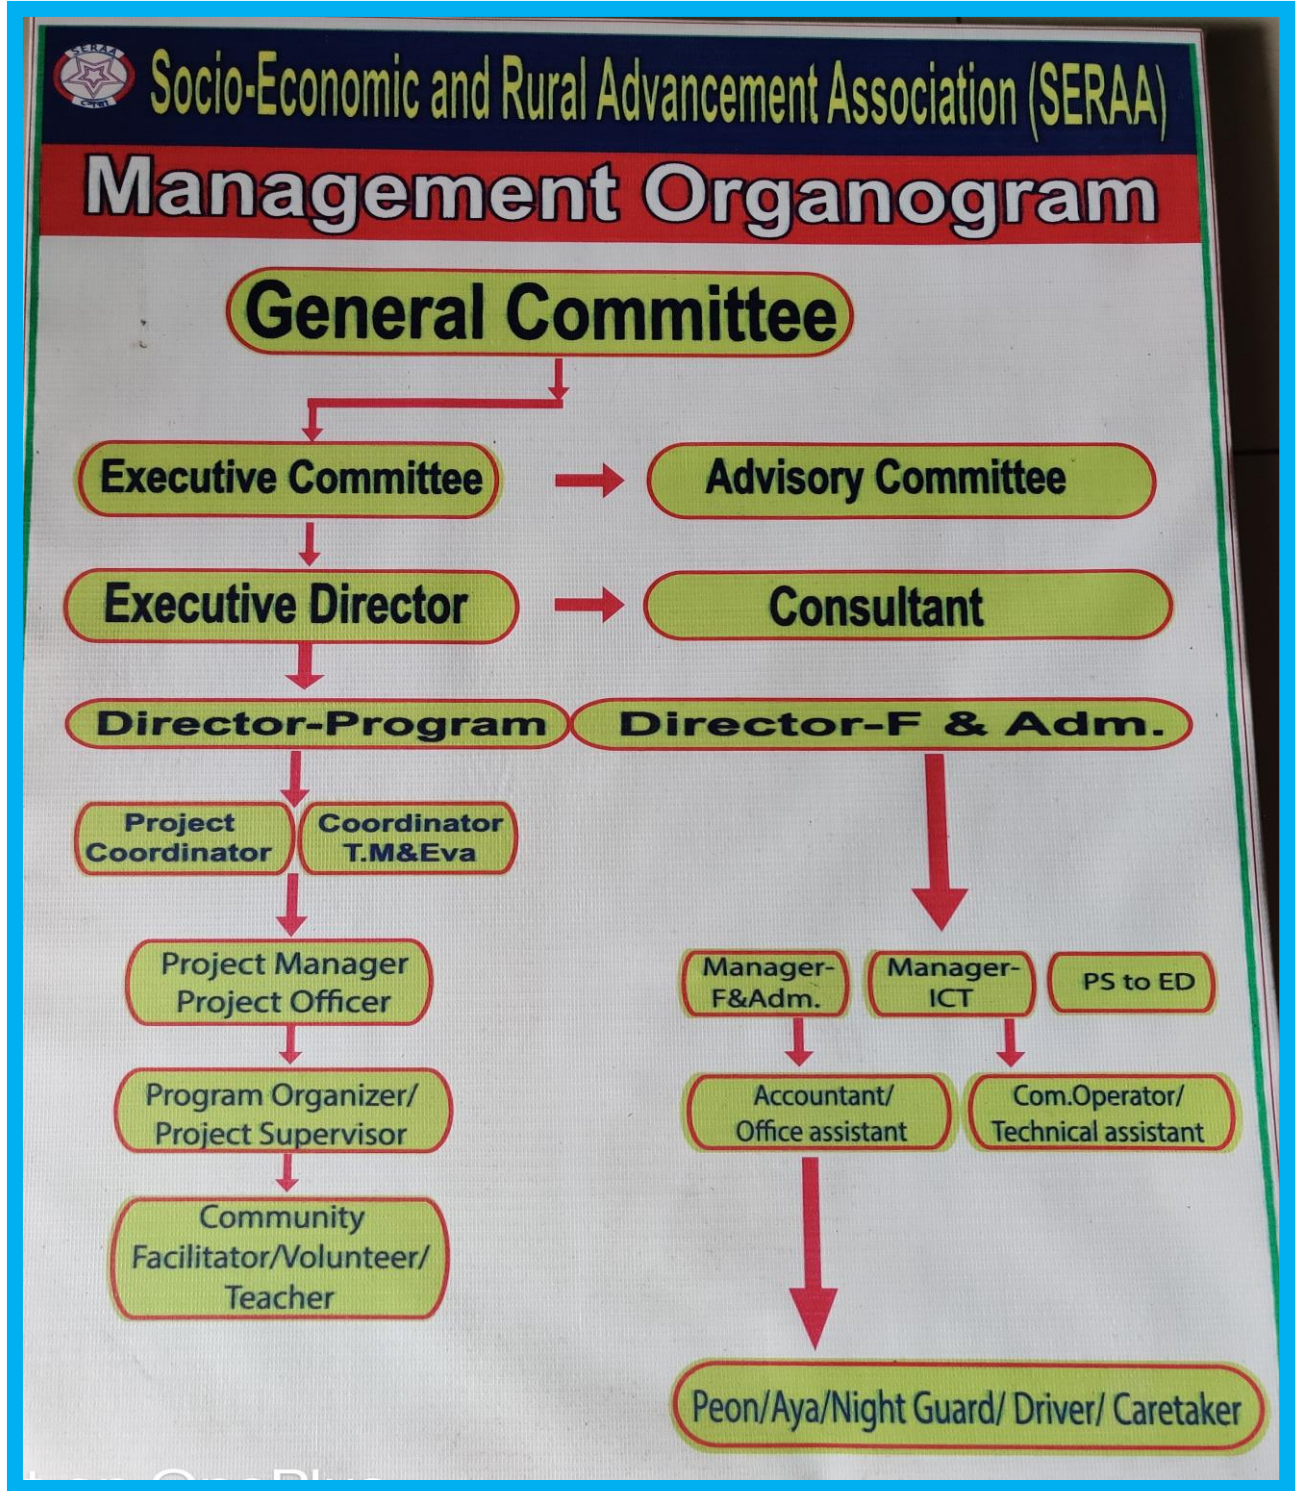 SERAA
সেরা
Socio-Economic and Rural Advancement Association (SERAA)
Management Organogram
General Committee
Executive Committee
Advisory Committee
Executive Director
Consultant
Director-Program
Director-F & Adm.
Project
Coordinator
Coordinator
T.M&Eva
Project Manager
Project Officer
Manager-
F&Adm.
Manager-
ICT
PS to ED
Program Organizer/
Project Supervisor
Accountant/
Office assistant
Com.Operator/
Technical assistant
Community
Facilitator/Volunteer/
Teacher
Peon/Aya/Night Guard/ Driver/ Caretaker